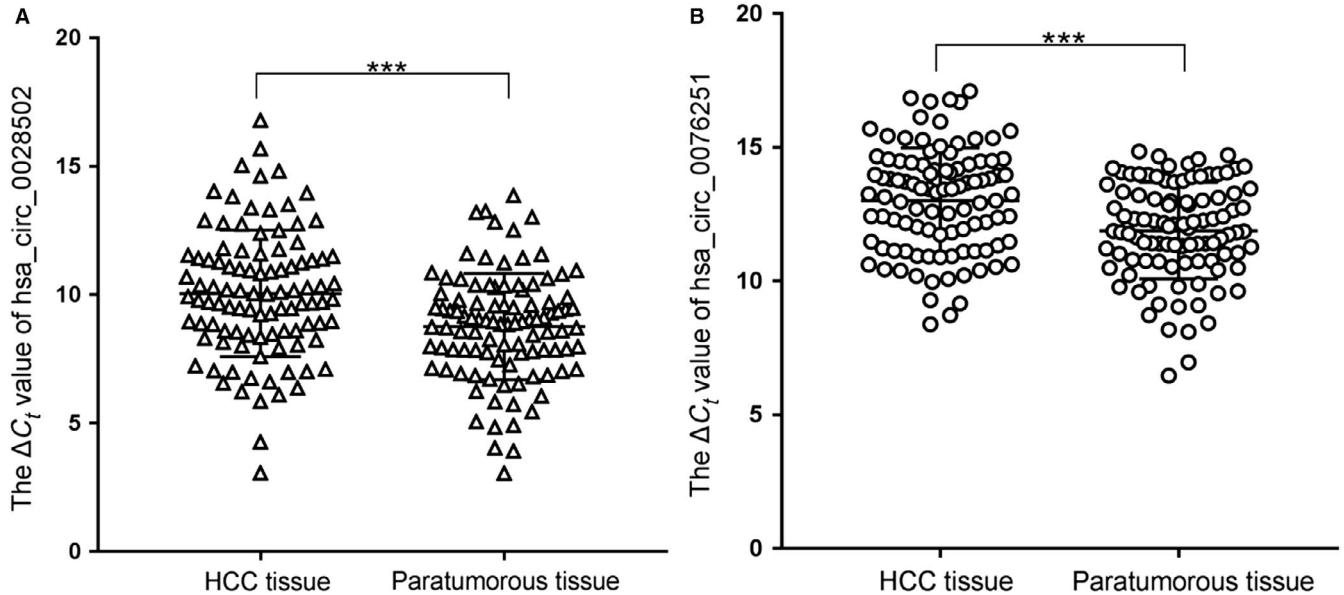 A
The ΔCt value of hsa_circ_0028502
20
15
10
5
0
***
HCC tissue
Paratumorous tissue
B
The ΔCt value of hsa_circ_0076251
20
15
10
5
0
***
HCC tissue
Paratumorous tissue